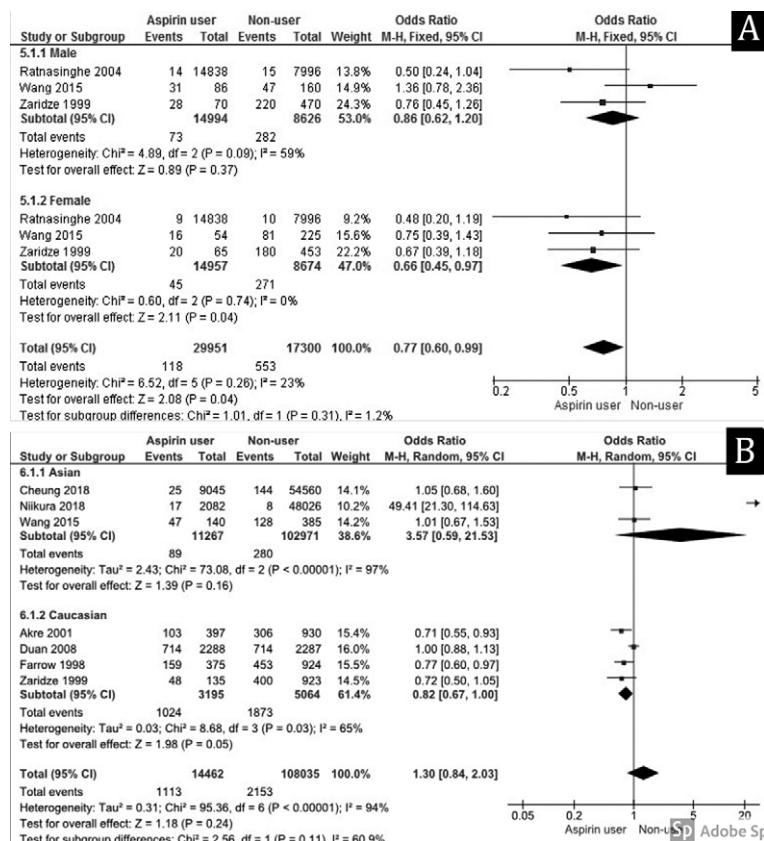 A
Aspirin user Non-user Odds Ratio Odds Ratio
Study or Subgroup Events Total Events Total Weight M-H, Fixed, 95% CI M-H, Fixed, 95% CI
5.1.1 Male
Ratnasinghe 2004 14 14838 15 7996 13.8% 0.50 [0.24, 1.04]
Wang 2015 31 86 47 160 14.9% 1.36 [0.78, 2.36]
Zaridze 1999 28 70 220 470 24.3% 0.76 [0.45, 1.26]
Subtotal (95% CI) 14994 8626 53.0% 0.86 [0.62, 1.20]
Total events 73 282
Heterogeneity: Chi² = 4.89, df = 2 (P = 0.09); I² = 59%
Test for overall effect: Z = 0.89 (P = 0.37)
5.1.2 Female
Ratnasinghe 2004 9 14838 10 7996 9.2% 0.48 [0.20, 1.19]
Wang 2015 16 54 81 225 15.6% 0.75 [0.39, 1.43]
Zaridze 1999 20 65 180 453 22.2% 0.67 [0.39, 1.18]
Subtotal (95% CI) 14957 8674 47.0% 0.66 [0.45, 0.97]
Total events 45 271
Heterogeneity: Chi² = 0.60, df = 2 (P = 0.74); I² = 0%
Test for overall effect: Z = 2.11 (P = 0.04)
Total (95% CI) 29951 17300 100.0% 0.77 [0.60, 0.99]
Total events 118 553
Heterogeneity: Chi² = 6.52, df = 5 (P = 0.26); I² = 23%
Test for overall effect: Z = 2.08 (P = 0.04)
Test for subgroup differences: Chi² = 1.01, df = 1 (P = 0.31), I² = 1.2%
0.2 0.5 1 2 5
Aspirin user Non-user
B
Aspirin user Non-user Odds Ratio Odds Ratio
Study or Subgroup Events Total Events Total Weight M-H, Random, 95% CI M-H, Random, 95% CI
6.1.1 Asian
Cheung 2018 25 9045 144 54560 14.1% 1.05 [0.68, 1.60]
Niikura 2018 17 2082 8 48026 10.2% 49.41 [21.30, 114.63]
Wang 2015 47 140 128 385 14.2% 1.01 [0.67, 1.53]
Subtotal (95% CI) 11267 102971 38.6% 3.57 [0.59, 21.53]
Total events 89 280
Heterogeneity: Tau² = 2.43; Chi² = 73.08, df = 2 (P < 0.00001); I² = 97%
Test for overall effect: Z = 1.39 (P = 0.16)
6.1.2 Caucasian
Akre 2001 103 397 306 930 15.4% 0.71 [0.55, 0.93]
Duan 2008 714 2288 714 2287 16.0% 1.00 [0.88, 1.13]
Farrow 1998 159 375 453 924 15.5% 0.77 [0.60, 0.97]
Zaridze 1999 48 135 400 923 14.5% 0.72 [0.50, 1.05]
Subtotal (95% CI) 3195 5064 61.4% 0.82 [0.67, 1.00]
Total events 1024 1873
Heterogeneity: Tau² = 0.03; Chi² = 8.68, df = 3 (P = 0.03); I² = 65%
Test for overall effect: Z = 1.98 (P = 0.05)
Total (95% CI) 14462 108035 100.0% 1.30 [0.84, 2.03]
Total events 1113 2153
Heterogeneity: Tau² = 0.31; Chi² = 95.36, df = 6 (P < 0.00001); I² = 94%
Test for overall effect: Z = 1.18 (P = 0.24)
Test for subgroup differences: Chi² = 2.56, df = 1 (P = 0.11), I² = 60.9%
0.05 0.2 1 5 20
Aspirin user Non-user
Sp Adobe Sp